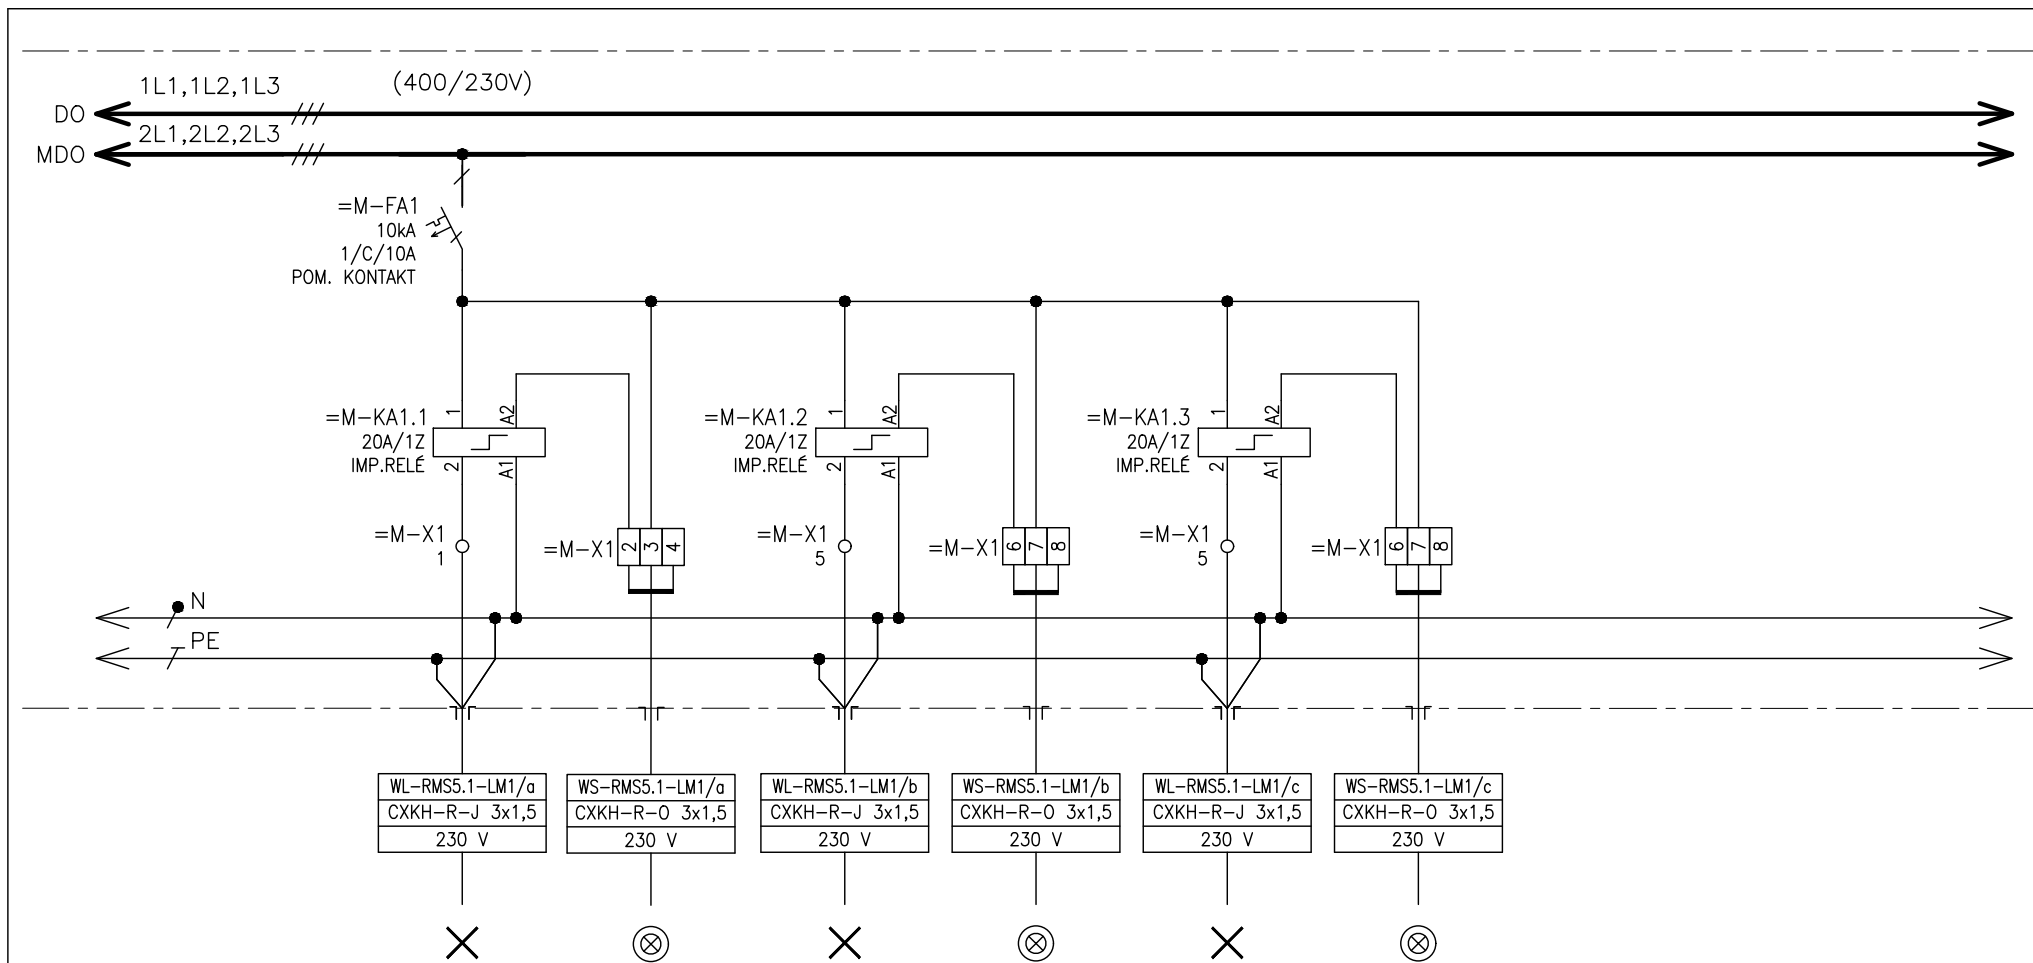 1L1,1L2,1L3
(400/230V)
DO
2L1,2L2,2L3
MDO
=M-FA1
10kA
1/C/10A
POM. KONTAKT
=M-KA1.1
20A/1Z
IMP.RELÉ
1
2
A2
A1
=M-KA1.2
20A/1Z
IMP.RELÉ
1
2
A2
A1
=M-KA1.3
20A/1Z
IMP.RELÉ
1
2
A2
A1
=M-X1
1
=M-X1
2 3 4
=M-X1
5
=M-X1
6 7 8
=M-X1
5
=M-X1
6 7 8
N
PE
WL-RMS5.1-LM1/a
CXKH-R-J 3x1,5
230 V
WS-RMS5.1-LM1/a
CXKH-R-O 3x1,5
230 V
WL-RMS5.1-LM1/b
CXKH-R-J 3x1,5
230 V
WS-RMS5.1-LM1/b
CXKH-R-O 3x1,5
230 V
WL-RMS5.1-LM1/c
CXKH-R-J 3x1,5
230 V
WS-RMS5.1-LM1/c
CXKH-R-O 3x1,5
230 V